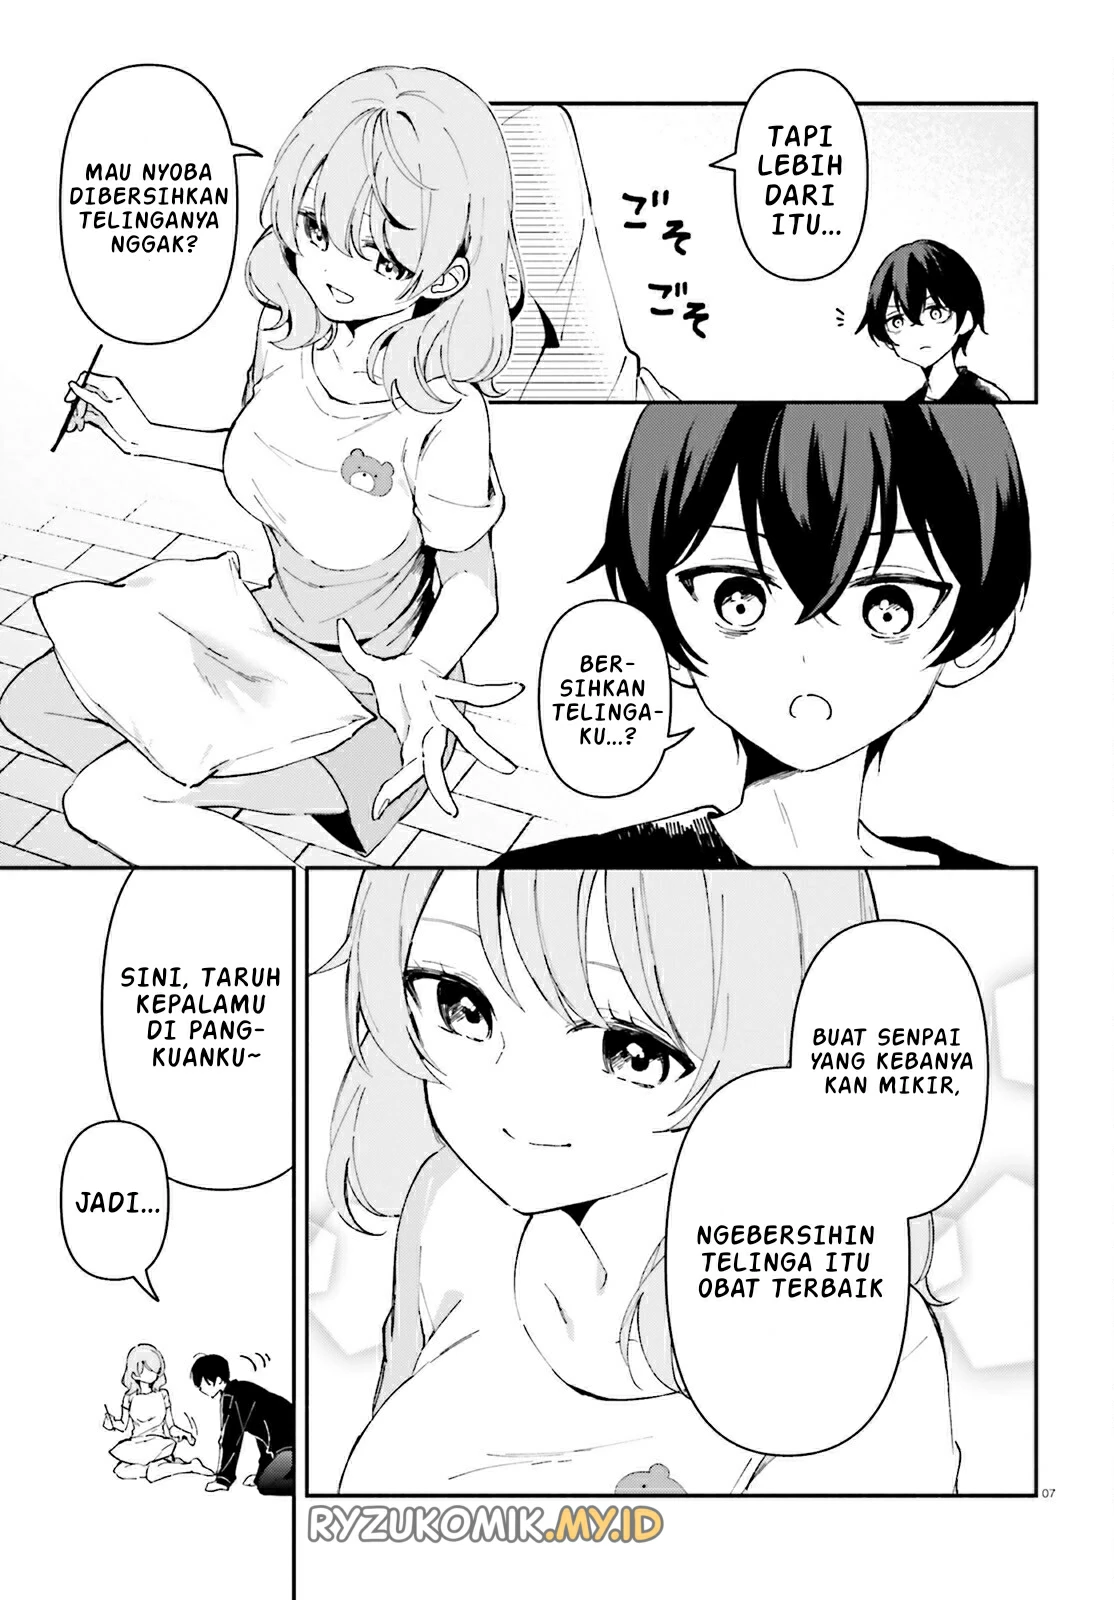 TAPI
LEBIH
DARI
ITU...
ごそ
ごそ
MAU NYOBA
DIBERSIHKAN
TELINGANYA
NGGAK?
BER-
SIHKAN
TELINGA-
KU...?
BUAT SENPAI
YANG KEBANYA
KAN MIKIR,
NGEBERSIHIN
TELINGA ITU
OBAT TERBAIK
SINI, TARUH
KEPALAMU
DI PANG-
KUANKU~
JADI...
07
RYZUKOMIK.MY.ID